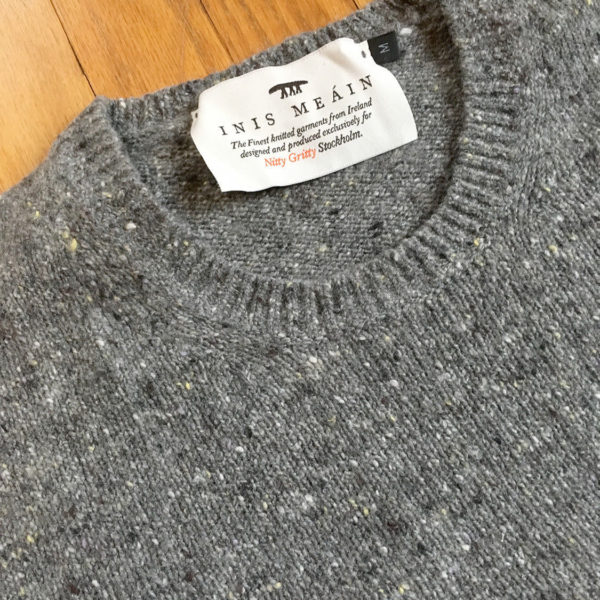 INIS MEÁIN
The Finest knitted garments from Ireland
designed and produced exclusively for
Nitty Gritty Stockholm.
M